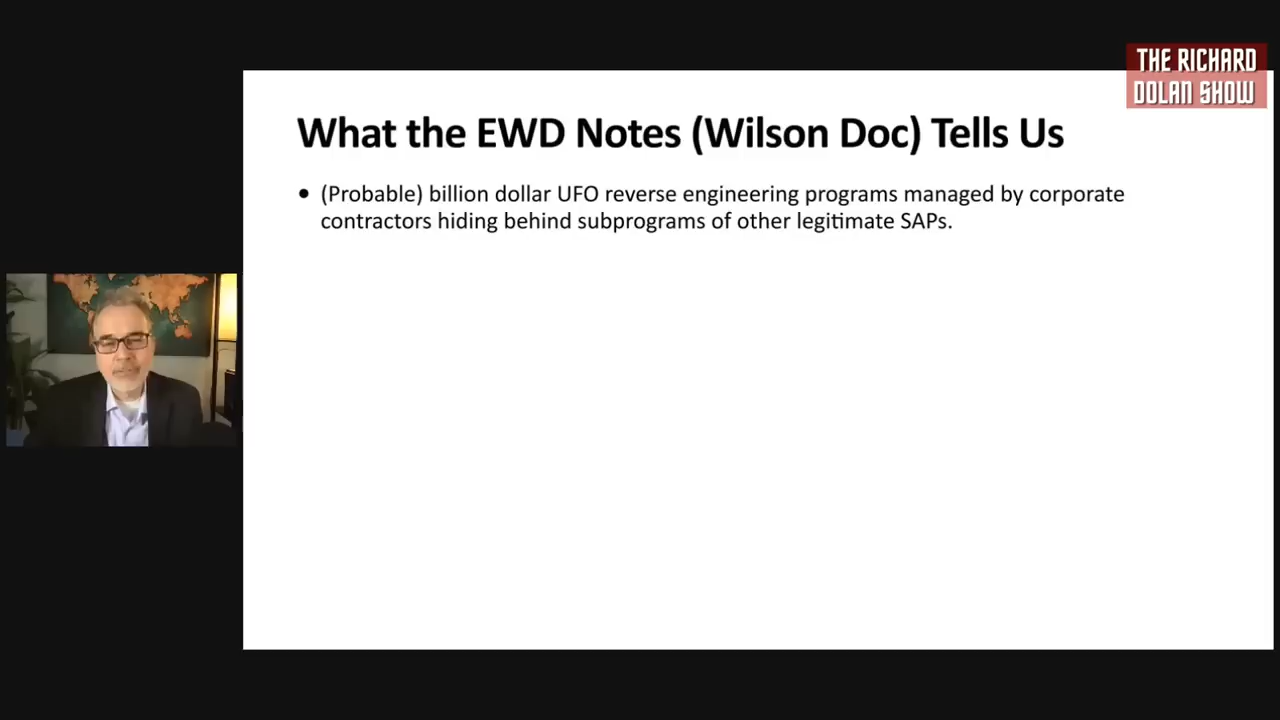 THE RICHARD
DOLAN SHOW
What the EWD Notes (Wilson Doc) Tells Us
• (Probable) billion dollar UFO reverse engineering programs managed by corporate
contractors hiding behind subprograms of other legitimate SAPs.